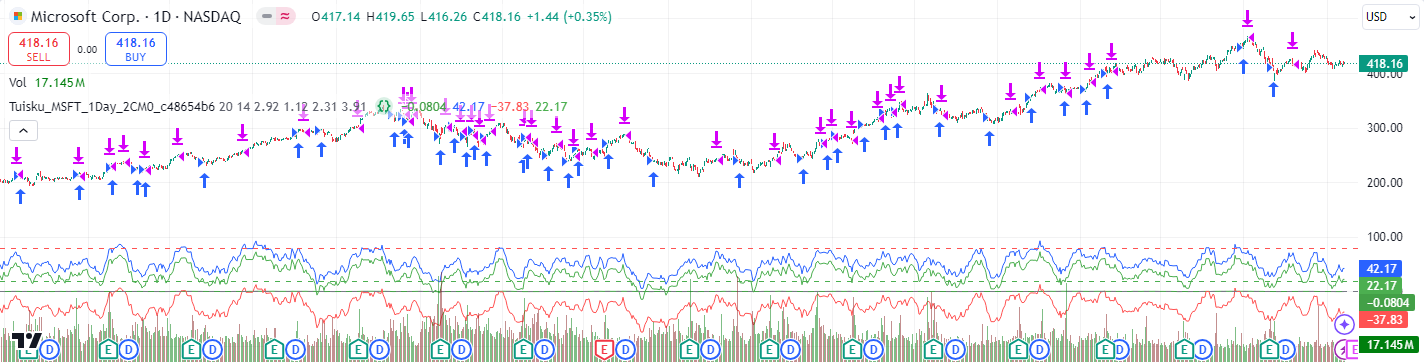 Microsoft Corp. · 1D · NASDAQ O417.14 H419.65 L416.26 C418.16 +1.44 (+0.35%)
USD
418.16 SELL 0.00 418.16 BUY
Vol 17.145M
Tuisku_MSFT_1Day_2CM0_c48654b6 20 14 2.92 1.12 2.31 3.91 −0.0804 42.17 −37.83 22.17
418.16
400.00
300.00
200.00
100.00
42.17
22.17
−0.0804
−37.83
17.145M
E D E D E D E D E D E D E D E D E D E D E D E D E D E D E D E D E